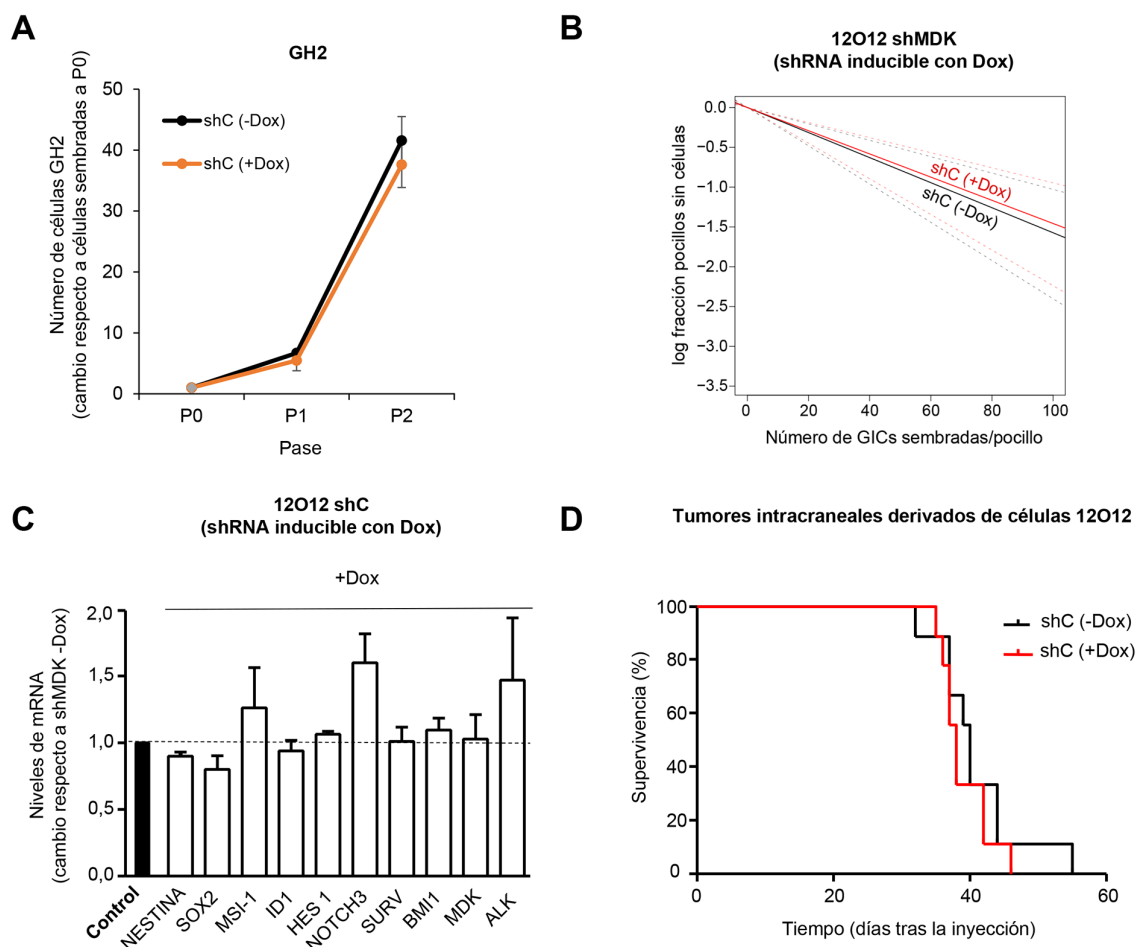 A
GH2
Número de células GH2
(cambio respecto a células sembradas a P0)
50
40
30
20
10
0
shC (-Dox)
shC (+Dox)
P0
P1
P2
Pase
B
12O12 shMDK
(shRNA inducible con Dox)
log fracción pocillos sin células
0.0
−0.5
−1.0
−1.5
−2.0
−2.5
−3.0
−3.5
shC (+Dox)
shC (-Dox)
0
20
40
60
80
100
Número de GICs sembradas/pocillo
C
12O12 shC
(shRNA inducible con Dox)
+Dox
Niveles de mRNA
(cambio respecto a shMDK -Dox)
2,0
1,5
1,0
0,5
0,0
Control
NESTINA
SOX2
MSI-1
ID1
HES 1
NOTCH3
SURV
BMI1
MDK
ALK
D
Tumores intracraneales derivados de células 12O12
Supervivencia (%)
100
80
60
40
20
0
shC (-Dox)
shC (+Dox)
0
20
40
60
Tiempo (días tras la inyección)